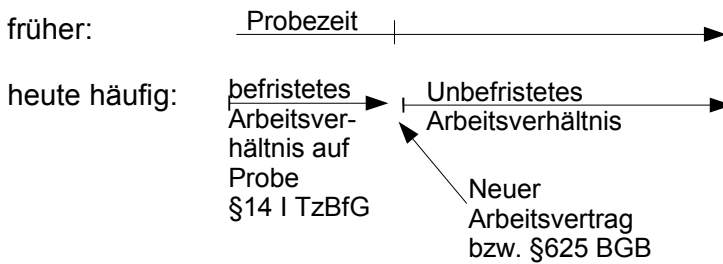 früher:
Probezeit
heute häufig:
befristetes
Arbeitsver-
hältnis auf
Probe
§14 I TzBfG
Unbefristetes
Arbeitsverhältnis
Neuer
Arbeitsvertrag
bzw. §625 BGB